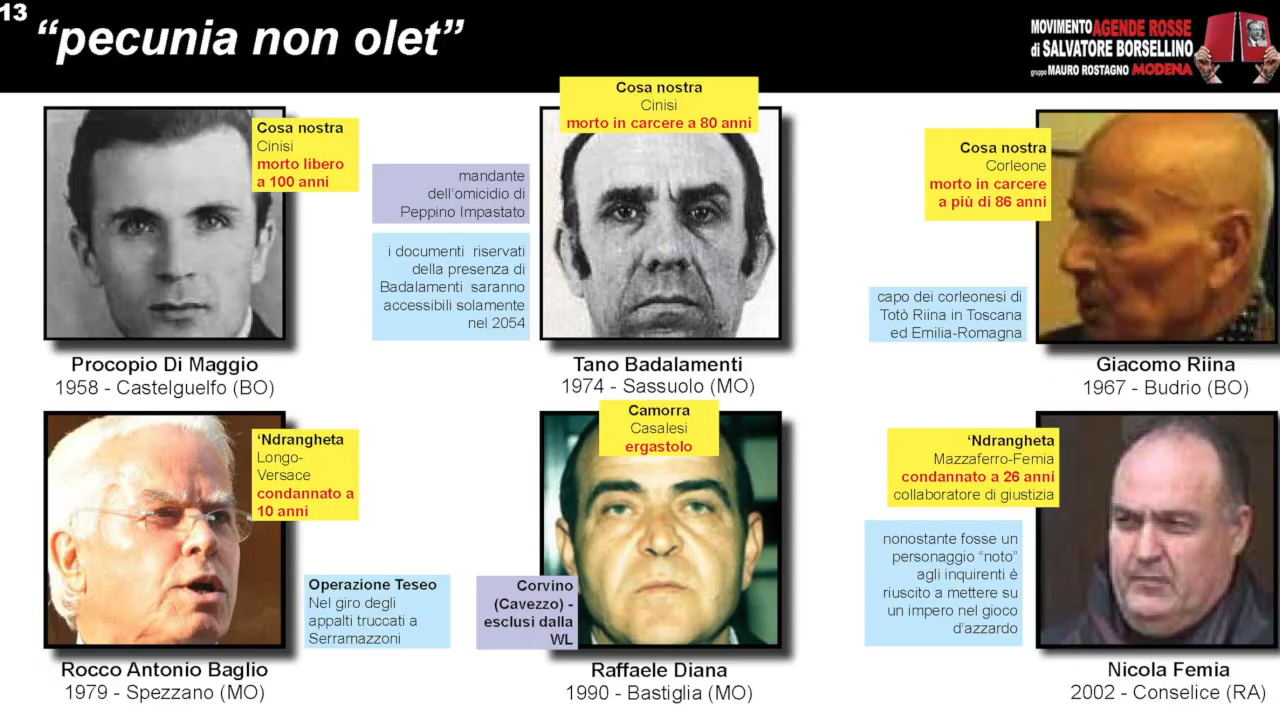 13
“pecunia non olet”
MOVIMENTO AGENDE ROSSE
di SALVATORE BORSELLINO
gruppo MAURO ROSTAGNO MODENA
Cosa nostra
Cinisi
morto libero
a 100 anni
Procopio Di Maggio
1958 - Castelguelfo (BO)
Cosa nostra
Cinisi
morto in carcere a 80 anni
mandante
dell’omicidio di
Peppino Impastato
i documenti riservati
della presenza di
Badalamenti saranno
accessibili solamente
nel 2054
Tano Badalamenti
1974 - Sassuolo (MO)
Cosa nostra
Corleone
morto in carcere
a più di 86 anni
capo dei corleonesi di
Totò Riina in Toscana
ed Emilia-Romagna
Giacomo Riina
1967 - Budrio (BO)
‘Ndrangheta
Longo-
Versace
condannato a
10 anni
Operazione Teseo
Nel giro degli
appalti truccati a
Serramazzoni
Rocco Antonio Baglio
1979 - Spezzano (MO)
Camorra
Casalesi
ergastolo
Corvino
(Cavezzo) -
esclusi dalla
WL
Raffaele Diana
1990 - Bastiglia (MO)
‘Ndrangheta
Mazzaferro-Femia
condannato a 26 anni
collaboratore di giustizia
nonostante fosse un
personaggio “noto”
agli inquirenti è
riuscito a mettere su
un impero nel gioco
d’azzardo
Nicola Femia
2002 - Conselice (RA)